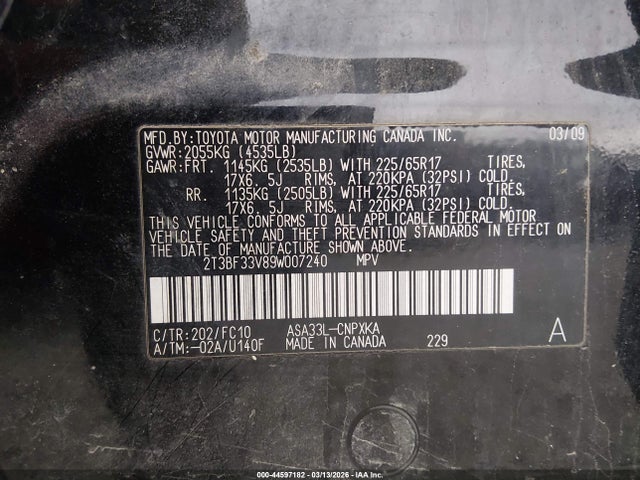 MFD.BY:TOYOTA MOTOR MANUFACTURING CANADA INC. 03/09
GVWR:2055KG (4535LB)
GAWR:FRT. 1145KG (2535LB) WITH 225/65R17 TIRES,
17X6. 5J RIMS, AT 220KPA (32PSI) COLD.
RR. 1135KG (2505LB) WITH 225/65R17 TIRES,
17X6. 5J RIMS, AT 220KPA (32PSI) COLD.
THIS VEHICLE CONFORMS TO ALL APPLICABLE FEDERAL MOTOR
VEHICLE SAFETY AND THEFT PREVENTION STANDARDS IN EFFECT ON
THE DATE OF MANUFACTURE SHOWN ABOVE.
2T3BF33V89W007240 MPV
C/TR:202/FC10 ASA33L-CNPXKA
A/TM:-02A/U140F MADE IN CANADA 229 A
000-44597182 - 03/13/2026 - IAA Inc.